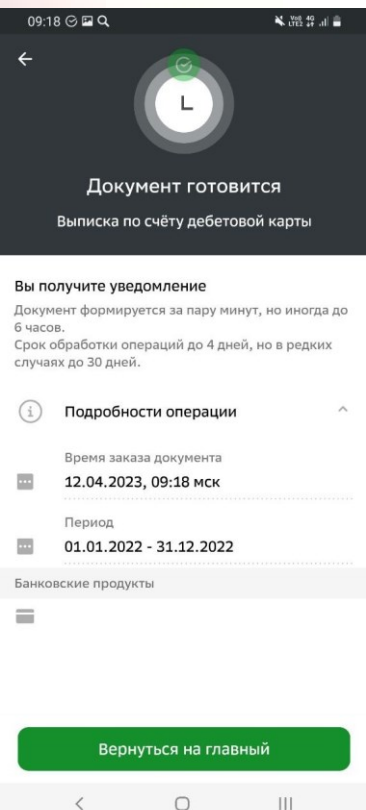 09:18
Документ готовится
Выписка по счёту дебетовой карты
Вы получите уведомление
Документ формируется за пару минут, но иногда до
6 часов.
Срок обработки операций до 4 дней, но в редких
случаях до 30 дней.
Подробности операции
Время заказа документа
12.04.2023, 09:18 мск
Период
01.01.2022 - 31.12.2022
Банковские продукты
Вернуться на главный